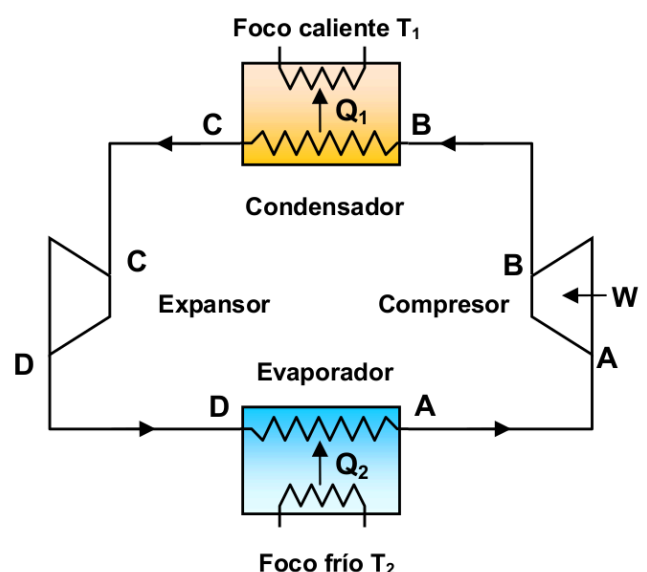 Foco caliente T₁
Q₁
C
B
Condensador
C
B
Expansor
Compresor
W
D
A
Evaporador
D
A
Q₂
Foco frío T₂